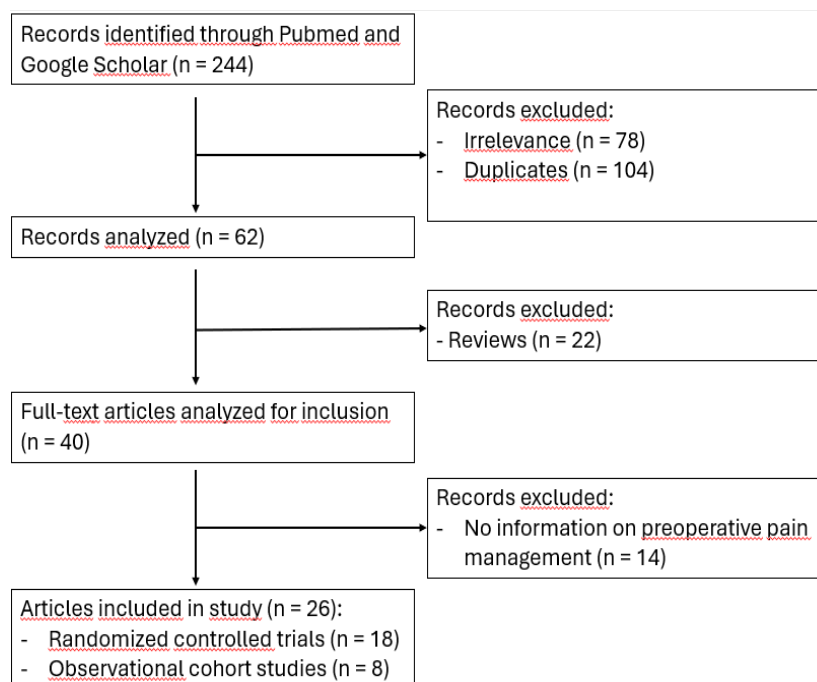 Records identified through Pubmed and
Google Scholar (n = 244)
Records excluded:
- Irrelevance (n = 78)
- Duplicates (n = 104)
Records analyzed (n = 62)
Records excluded:
- Reviews (n = 22)
Full-text articles analyzed for inclusion
(n = 40)
Records excluded:
- No information on preoperative pain
management (n = 14)
Articles included in study (n = 26):
- Randomized controlled trials (n = 18)
- Observational cohort studies (n = 8)